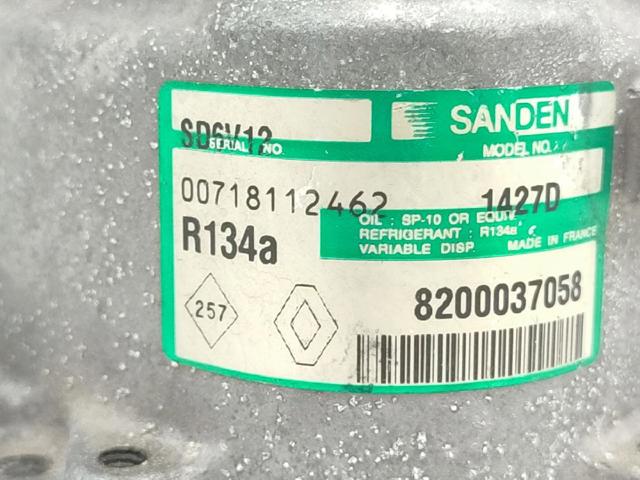 SANDEN
SD6V12
SERIAL NO.
MODEL NO.
00718112462
1427D
R134a
OIL : SP-10 OR EQUIV.
REFRIGERANT : R134a
VARIABLE DISP. MADE IN FRANCE
257
8200037058